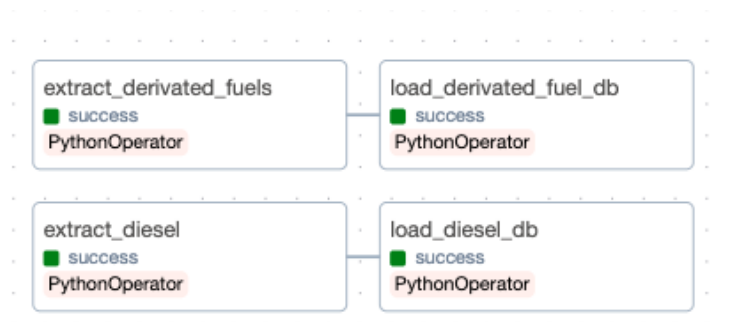 extract_derivated_fuels
success
PythonOperator
load_derivated_fuel_db
success
PythonOperator
extract_diesel
success
PythonOperator
load_diesel_db
success
PythonOperator